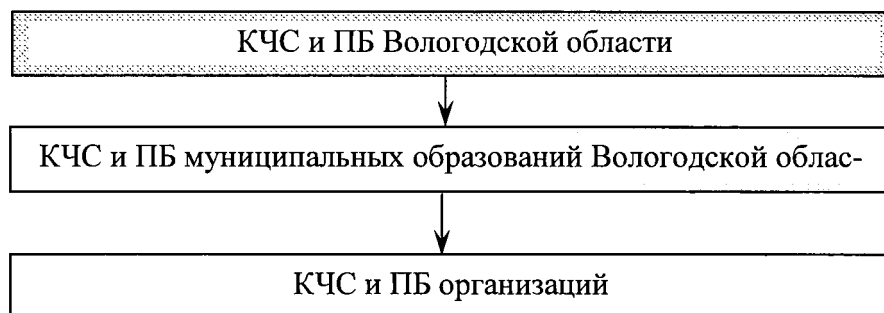 КЧС и ПБ Вологодской области
КЧС и ПБ муниципальных образований Вологодской облас-
КЧС и ПБ организаций